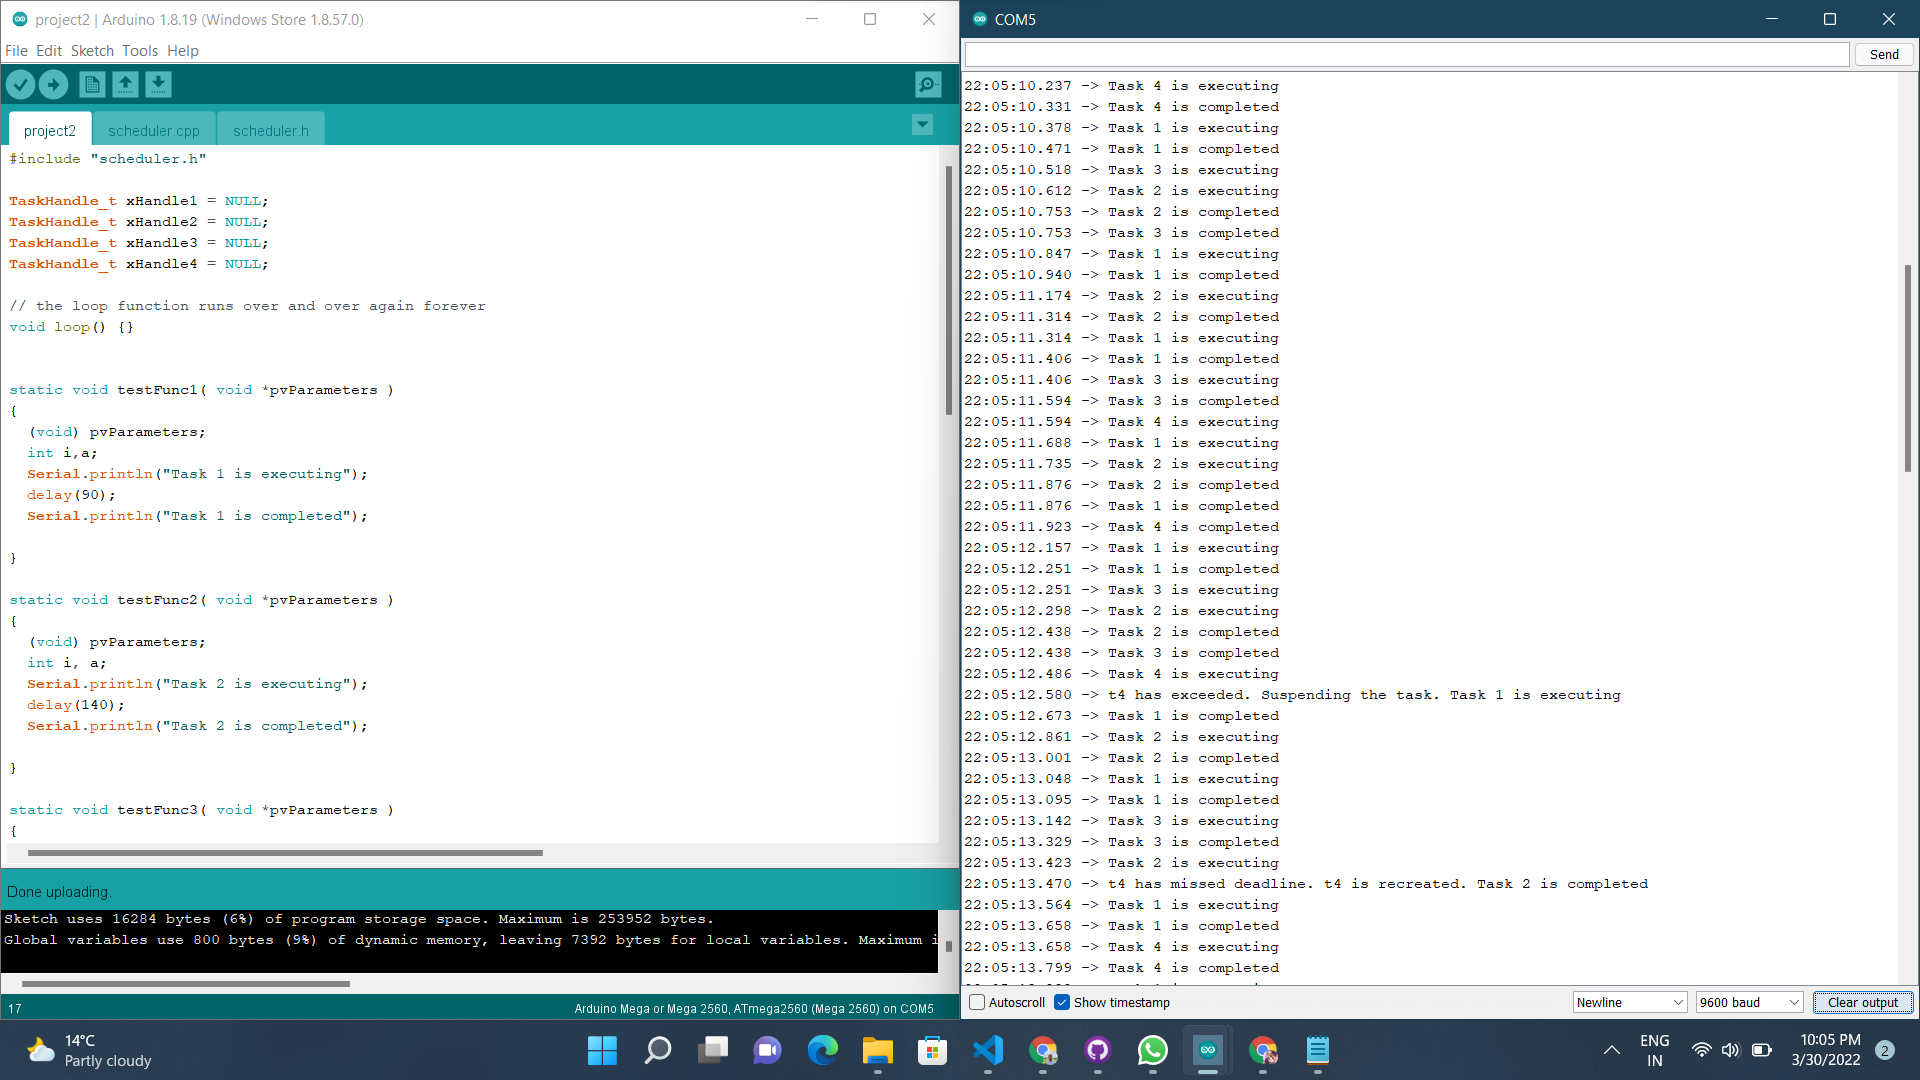 project2 | Arduino 1.8.19 (Windows Store 1.8.57.0)
File Edit Sketch Tools Help
project2 scheduler.cpp scheduler.h
#include "scheduler.h"
TaskHandle_t xHandle1 = NULL;
TaskHandle_t xHandle2 = NULL;
TaskHandle_t xHandle3 = NULL;
TaskHandle_t xHandle4 = NULL;
// the loop function runs over and over again forever
void loop() {}
static void testFunc1( void *pvParameters )
{
(void) pvParameters;
int i,a;
Serial.println("Task 1 is executing");
delay(90);
Serial.println("Task 1 is completed");
}
static void testFunc2( void *pvParameters )
{
(void) pvParameters;
int i, a;
Serial.println("Task 2 is executing");
delay(140);
Serial.println("Task 2 is completed");
}
static void testFunc3( void *pvParameters )
{
Done uploading.
Sketch uses 16284 bytes (6%) of program storage space. Maximum is 253952 bytes.
Global variables use 800 bytes (9%) of dynamic memory, leaving 7392 bytes for local variables. Maximum i
17
Arduino Mega or Mega 2560, ATmega2560 (Mega 2560) on COM5
COM5
Send
22:05:10.237 -> Task 4 is executing
22:05:10.331 -> Task 4 is completed
22:05:10.378 -> Task 1 is executing
22:05:10.471 -> Task 1 is completed
22:05:10.518 -> Task 3 is executing
22:05:10.612 -> Task 2 is executing
22:05:10.753 -> Task 2 is completed
22:05:10.753 -> Task 3 is completed
22:05:10.847 -> Task 1 is executing
22:05:10.940 -> Task 1 is completed
22:05:11.174 -> Task 2 is executing
22:05:11.314 -> Task 2 is completed
22:05:11.314 -> Task 1 is executing
22:05:11.406 -> Task 1 is completed
22:05:11.406 -> Task 3 is executing
22:05:11.594 -> Task 3 is completed
22:05:11.594 -> Task 4 is executing
22:05:11.688 -> Task 1 is executing
22:05:11.735 -> Task 2 is executing
22:05:11.876 -> Task 2 is completed
22:05:11.876 -> Task 1 is completed
22:05:11.923 -> Task 4 is completed
22:05:12.157 -> Task 1 is executing
22:05:12.251 -> Task 1 is completed
22:05:12.251 -> Task 3 is executing
22:05:12.298 -> Task 2 is executing
22:05:12.438 -> Task 2 is completed
22:05:12.438 -> Task 3 is completed
22:05:12.486 -> Task 4 is executing
22:05:12.580 -> t4 has exceeded. Suspending the task. Task 1 is executing
22:05:12.673 -> Task 1 is completed
22:05:12.861 -> Task 2 is executing
22:05:13.001 -> Task 2 is completed
22:05:13.048 -> Task 1 is executing
22:05:13.095 -> Task 1 is completed
22:05:13.142 -> Task 3 is executing
22:05:13.329 -> Task 3 is completed
22:05:13.423 -> Task 2 is executing
22:05:13.470 -> t4 has missed deadline. t4 is recreated. Task 2 is completed
22:05:13.564 -> Task 1 is executing
22:05:13.658 -> Task 1 is completed
22:05:13.658 -> Task 4 is executing
22:05:13.799 -> Task 4 is completed
Autoscroll Show timestamp Newline 9600 baud Clear output
14°C
Partly cloudy
ENG
IN
10:05 PM
3/30/2022
2